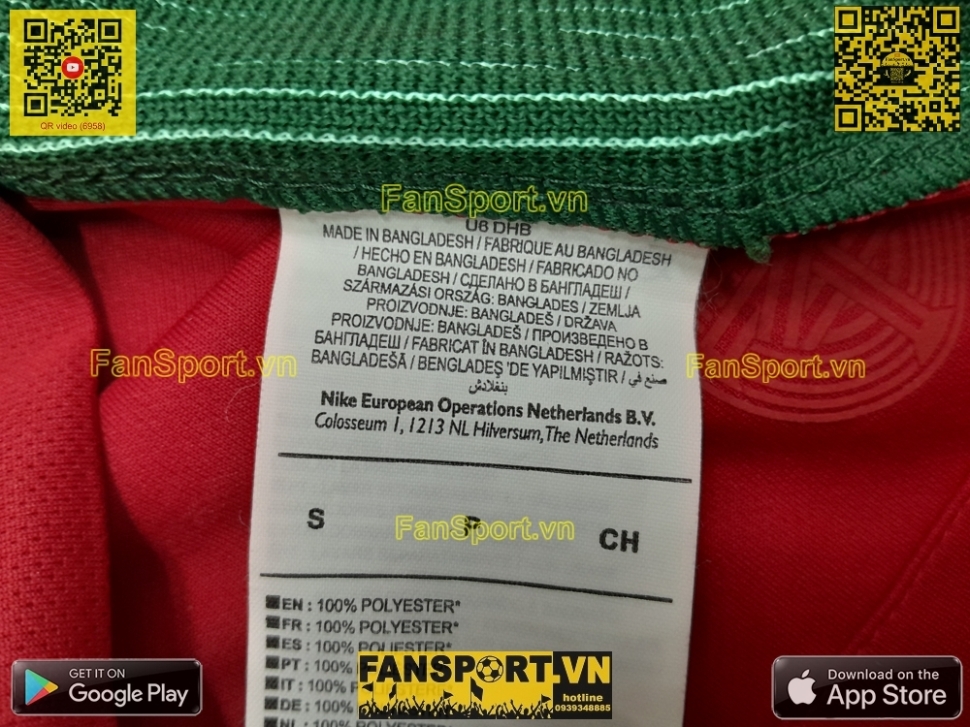 QR video (6958)
FanSport.vn
U6 DHB
MADE IN BANGLADESH / FABRIQUE AU BANGLADESH
/ HECHO EN BANGLADESH / FABRICADO NO
BANGLADESH / СДЕЛАНО В БАНГЛАДЕШ /
SZÁRMAZÁSI ORSZÁG: BANGLADES / ZEMLJA
PROIZVODNJE: BANGLADEŠ / DRŽAVA
PROIZVODNJE: BANGLADEŠ / ПРОИЗВЕДЕНО В
БАНГЛАДЕШ / FABRICAT ÎN BANGLADESH / RAŽOTS:
BANGLADEŠĀ / BENGLADEŞ 'DE YAPILMIŞTIR / صنع في
بنغلادش
FanSport.vn
FanSport.vn
Nike European Operations Netherlands B.V.
Colosseum 1, 1213 NL Hilversum, The Netherlands
S P CH
FanSport.vn
EN : 100% POLYESTER*
FR : 100% POLYESTER*
ES : 100% POLIESTER*
PT : 100%
IT : 100%
DE : 100%
NL : 100%
GET IT ON
Google Play
FANSPORT.VN
hotline
0939348885
Download on the
App Store